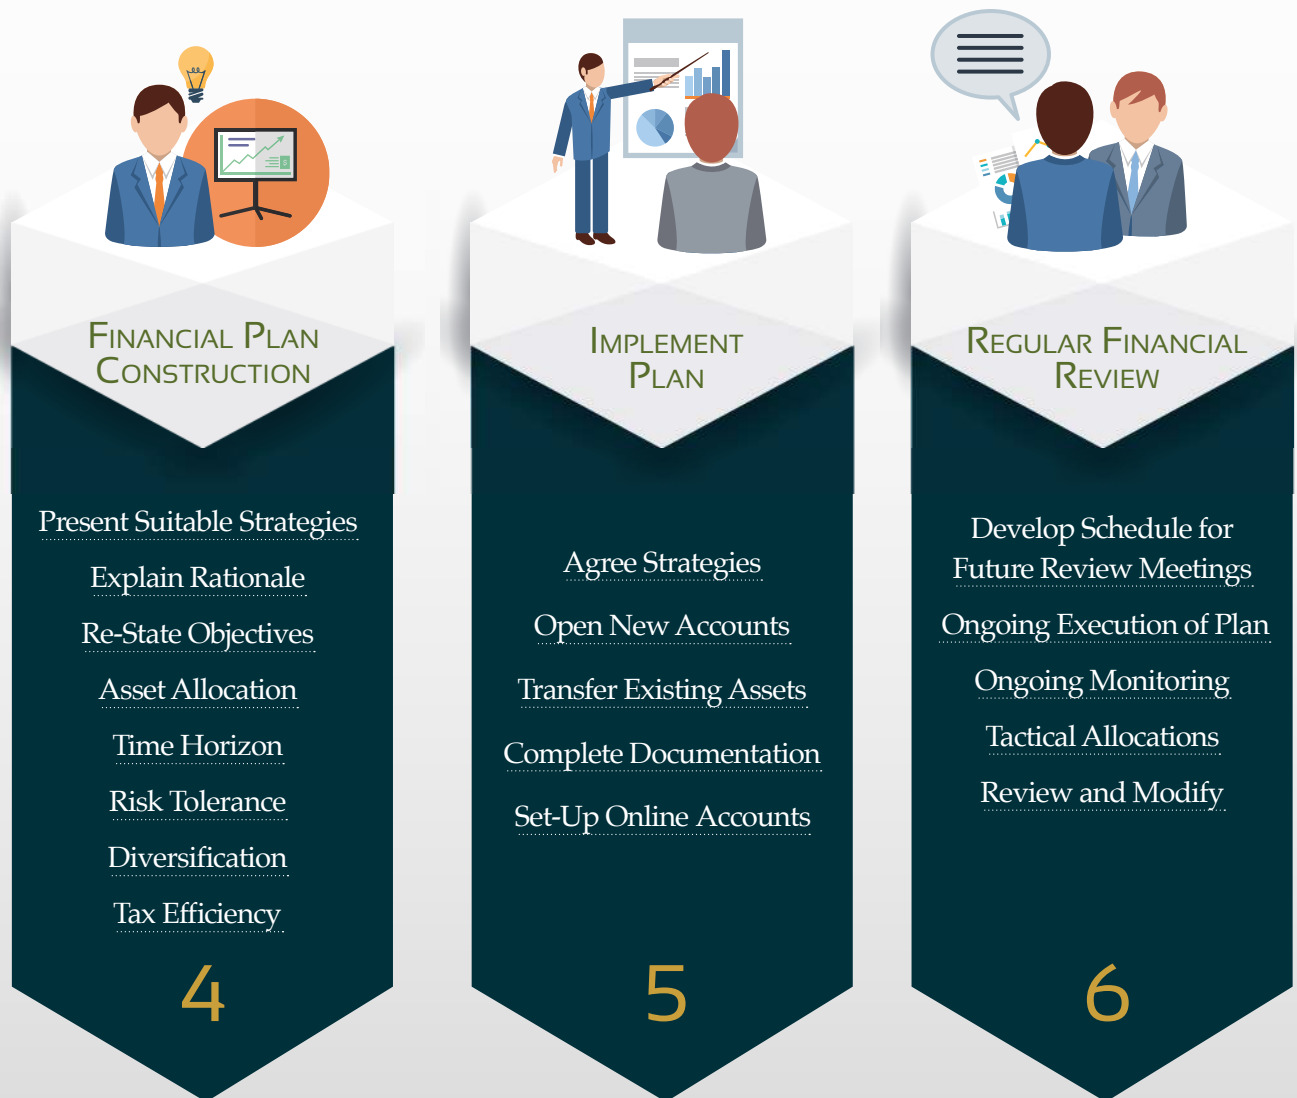 Financial Plan
Construction
Present Suitable Strategies
Explain Rationale
Re-State Objectives
Asset Allocation
Time Horizon
Risk Tolerance
Diversification
Tax Efficiency
4
Implement
Plan
Agree Strategies
Open New Accounts
Transfer Existing Assets
Complete Documentation
Set-Up Online Accounts
5
Regular Financial
Review
Develop Schedule for
Future Review Meetings
Ongoing Execution of Plan
Ongoing Monitoring
Tactical Allocations
Review and Modify
6